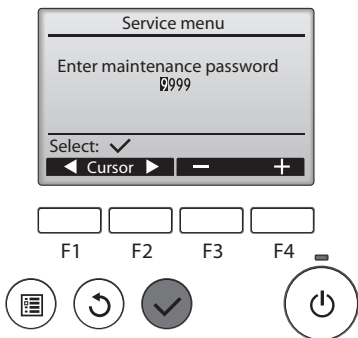 Service menu
Enter maintenance password
9999
Select: ✓
◀ Cursor ▶ − +
F1 F2 F3 F4